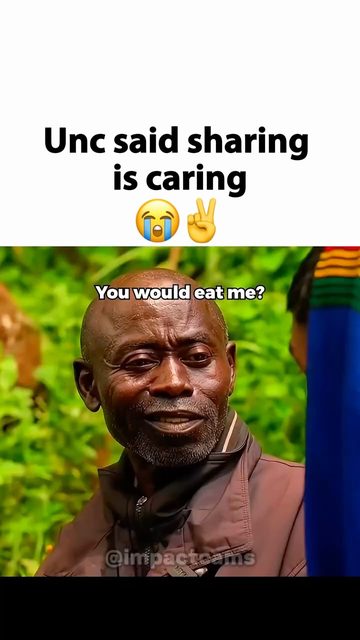 Unc said sharing
is caring
😭✌️
You would eat me?
@impactcams